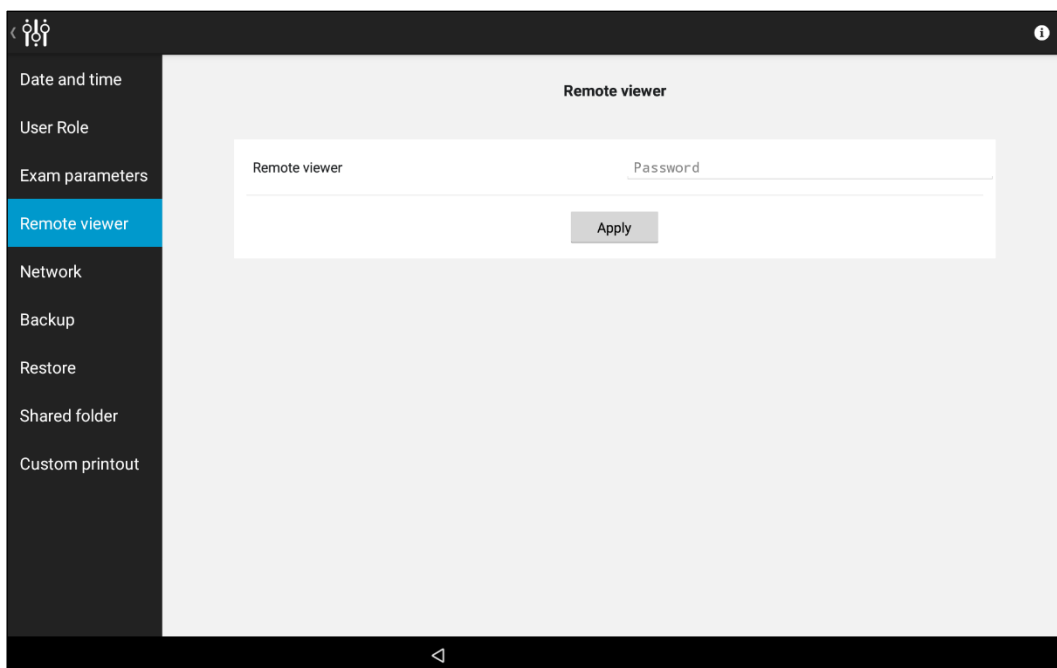 Date and time
User Role
Exam parameters
Remote viewer
Network
Backup
Restore
Shared folder
Custom printout
Remote viewer
Remote viewer Password
Apply